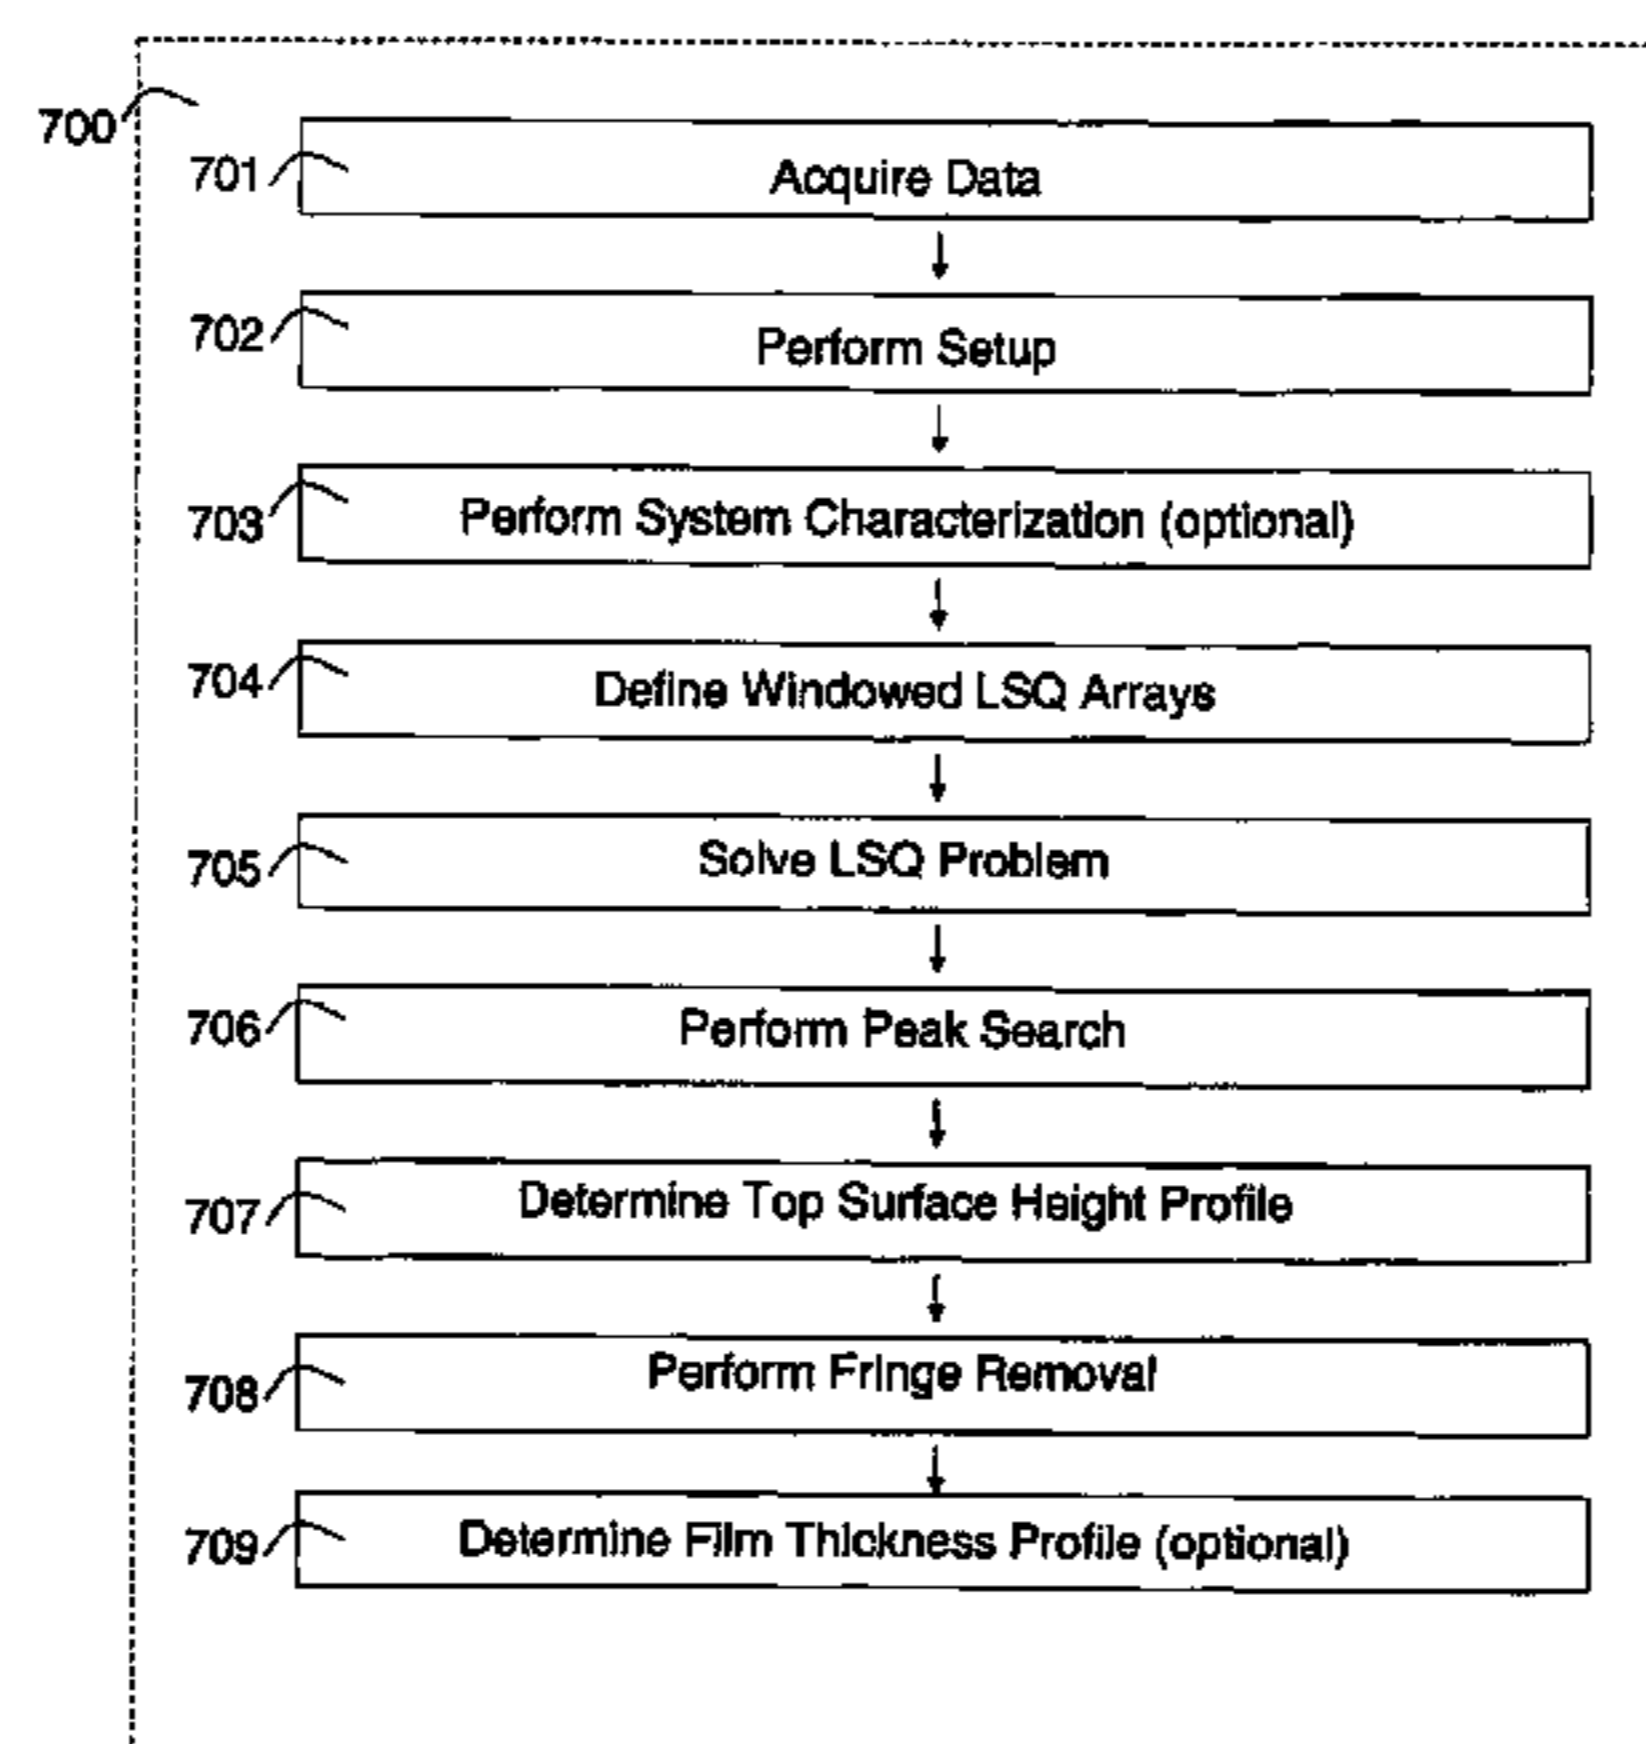 700
701 Acquire Data
702 Perform Setup
703 Perform System Characterization (optional)
704 Define Windowed LSQ Arrays
705 Solve LSQ Problem
706 Perform Peak Search
707 Determine Top Surface Height Profile
708 Perform Fringe Removal
709 Determine Film Thickness Profile (optional)